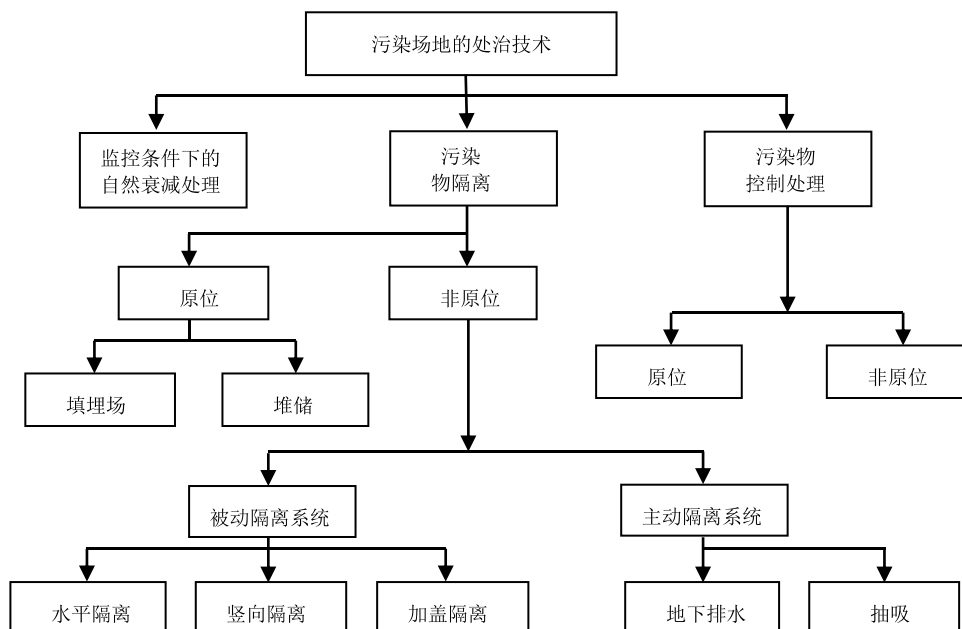 污染场地的处治技术
监控条件下的
自然衰减处理
污染
物隔离
污染物
控制处理
原位
非原位
原位
非原位
填埋场
堆储
被动隔离系统
主动隔离系统
水平隔离
竖向隔离
加盖隔离
地下排水
抽吸